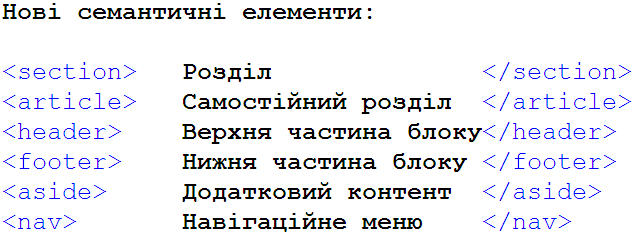 Нові семантичні елементи:
<section> Розділ </section>
<article> Самостійний розділ </article>
<header> Верхня частина блоку</header>
<footer> Нижня частина блоку </footer>
<aside> Додатковий контент </aside>
<nav> Навігаційне меню </nav>